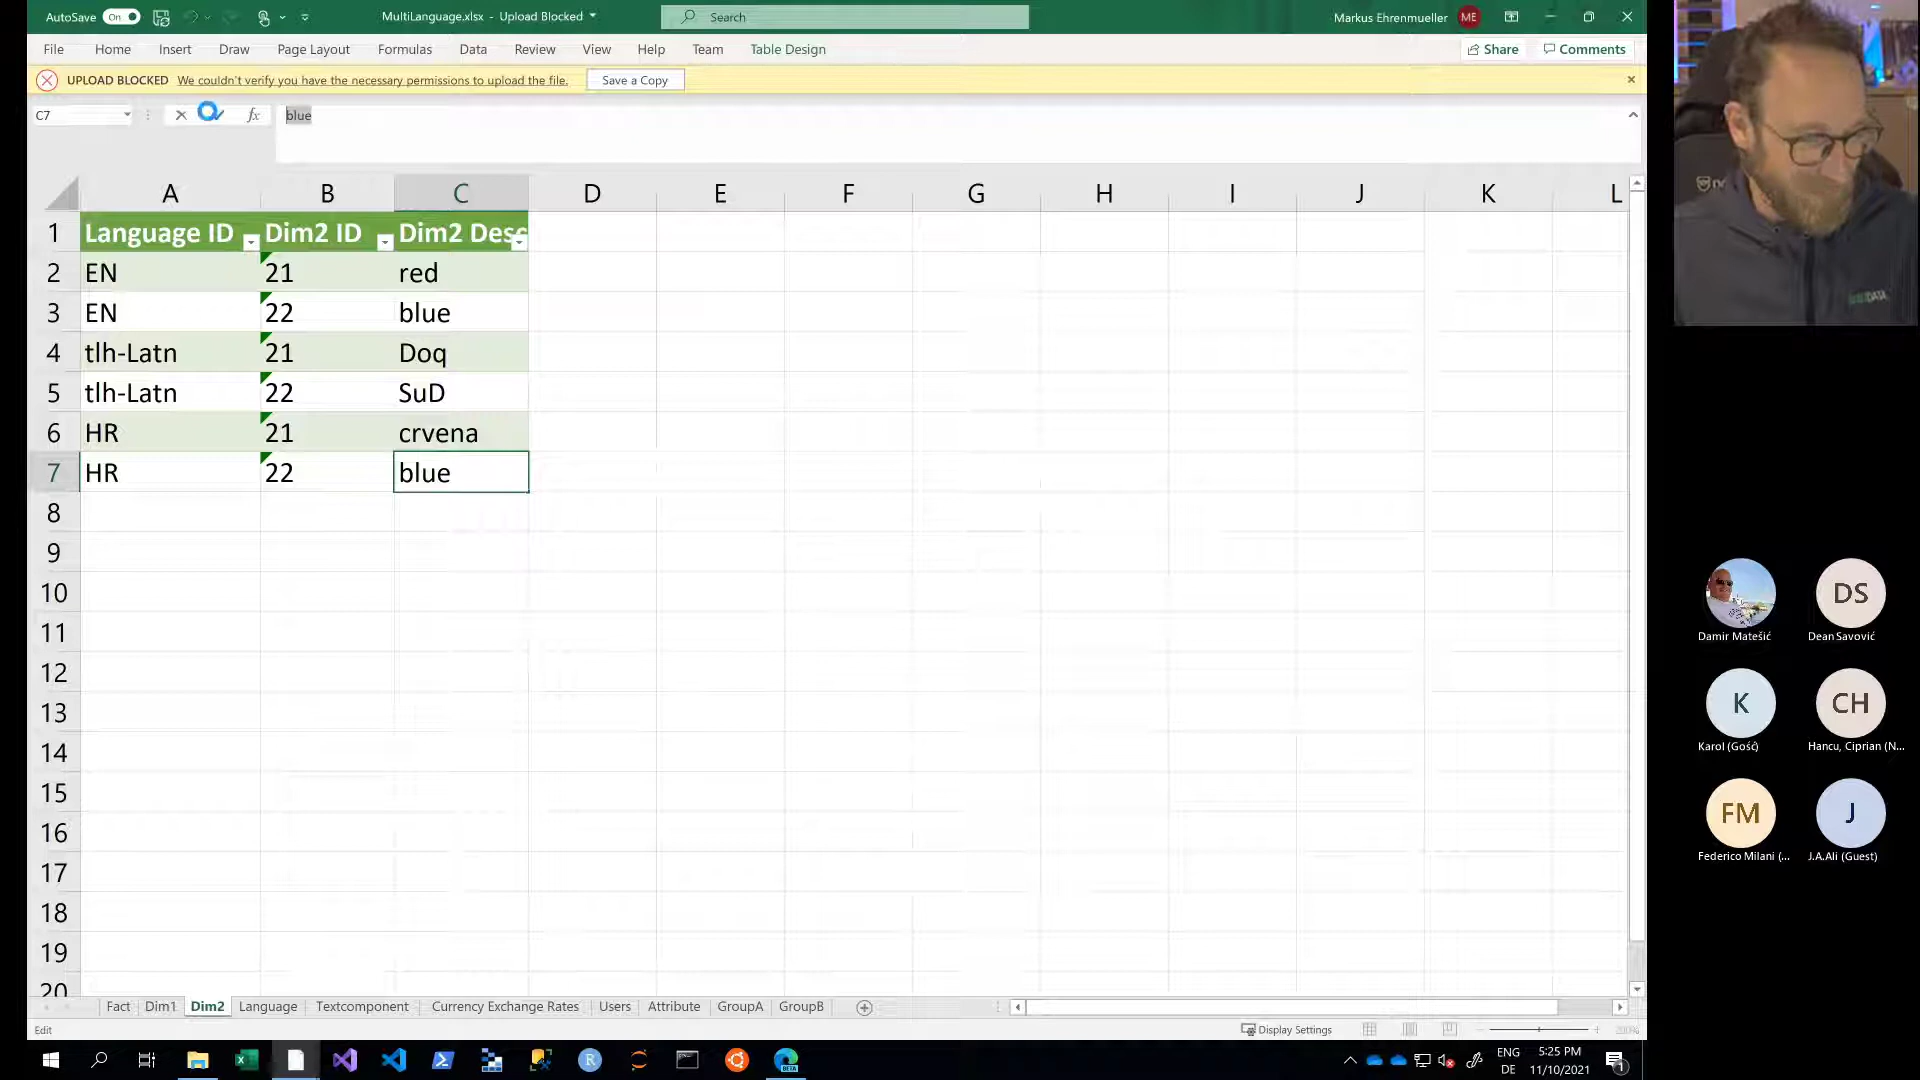 AutoSave On MultiLanguage.xlsx - Upload Blocked Search Markus Ehrenmueller ME
File Home Insert Draw Page Layout Formulas Data Review View Help Team Table Design Share Comments
UPLOAD BLOCKED We couldn't verify you have the necessary permissions to upload the file. Save a Copy
C7 fx blue
A B C D E F G H I J K L
1 Language ID Dim2 ID Dim2 Desc
2 EN 21 red
3 EN 22 blue
4 tlh-Latn 21 Doq
5 tlh-Latn 22 SuD
6 HR 21 crvena
7 HR 22 blue
8
9
10
11
12
13
14
15
16
17
18
19
20
Fact Dim1 Dim2 Language Textcomponent Currency Exchange Rates Users Attribute GroupA GroupB
Edit Display Settings 200%
ENG 5:25 PM
DE 11/10/2021 1
Damir Matešić
DS
Dean Savović
K
Karol (Gość)
CH
Hancu, Ciprian (N...
FM
Federico Milani (...
J
J.A.Ali (Guest)